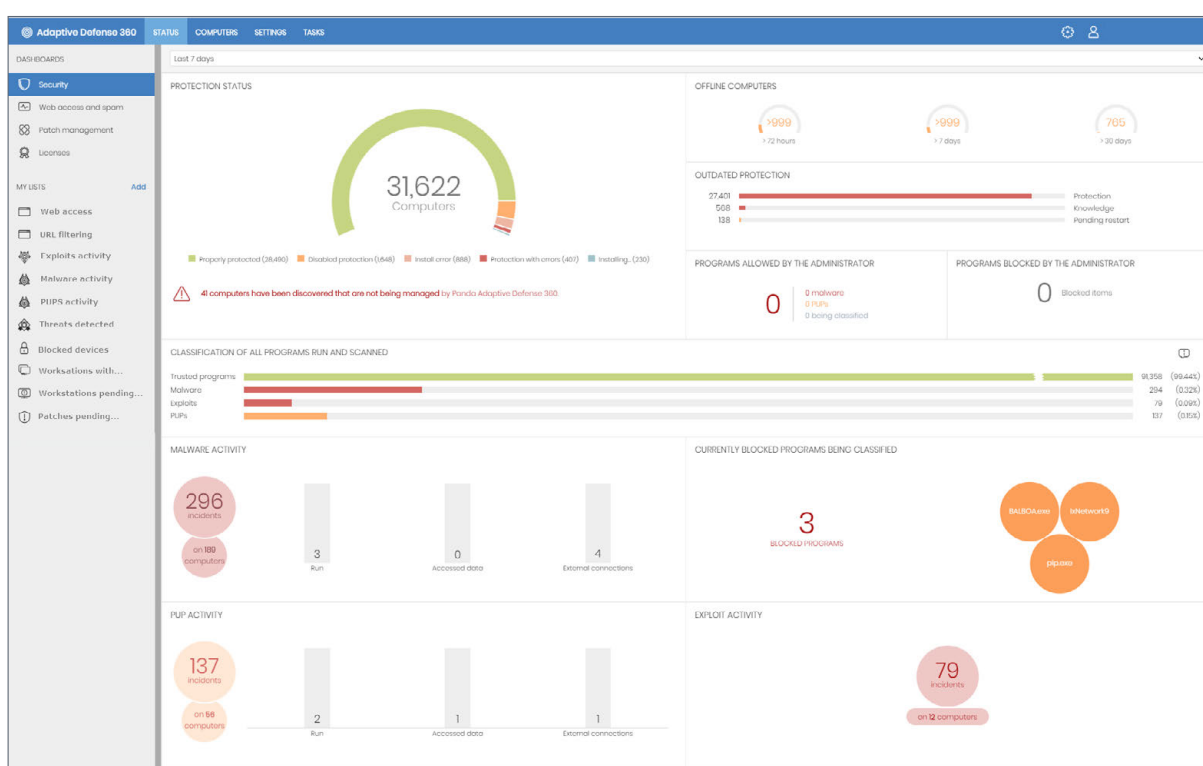 Adaptive Defense 360 STATUS COMPUTERS SETTINGS TASKS
DASHBOARDS
Security
Web access and spam
Patch management
Licenses
MY LISTS Add
Web access
URL filtering
Exploits activity
Malware activity
PUPS activity
Threats detected
Blocked devices
Worksations with...
Workstations pending...
Patches pending...
Last 7 days
PROTECTION STATUS
31,622
Computers
Properly protected (28,490) Disabled protection (1,648) Install error (888) Protection with errors (407) Installing... (230)
41 computers have been discovered that are not being managed by Panda Adaptive Defense 360.
OFFLINE COMPUTERS
>999 >999 765
> 72 hours > 7 days > 30 days
OUTDATED PROTECTION
27,401 Protection
568 Knowledge
138 Pending restart
PROGRAMS ALLOWED BY THE ADMINISTRATOR
0
0 malware
0 PUPs
0 being classified
PROGRAMS BLOCKED BY THE ADMINISTRATOR
0 Blocked items
CLASSIFICATION OF ALL PROGRAMS RUN AND SCANNED
Trusted programs 91,358 (99.44%)
Malware 294 (0.32%)
Exploits 79 (0.09%)
PUPs 137 (0.15%)
MALWARE ACTIVITY
296
incidents
on 189
computers
3 0 4
Run Accessed data External connections
CURRENTLY BLOCKED PROGRAMS BEING CLASSIFIED
3
BLOCKED PROGRAMS
BALBOA.exe IxNetwork9
plp.exe
PUP ACTIVITY
137
incidents
on 56
computers
2 1 1
Run Accessed data External connections
EXPLOIT ACTIVITY
79
incidents
on 12 computers